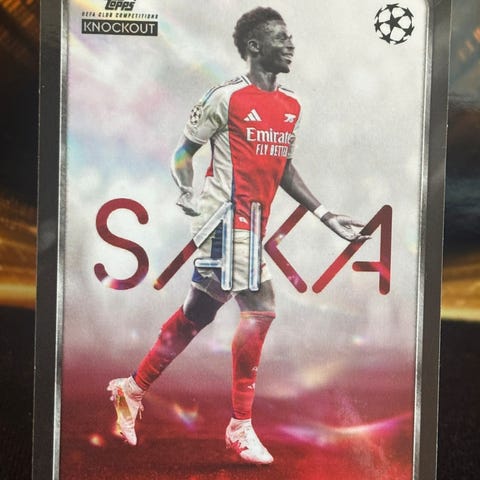 Topps
UEFA CLUB COMPETITIONS
KNOCKOUT
Emirates
FLY BETTER
SAKA